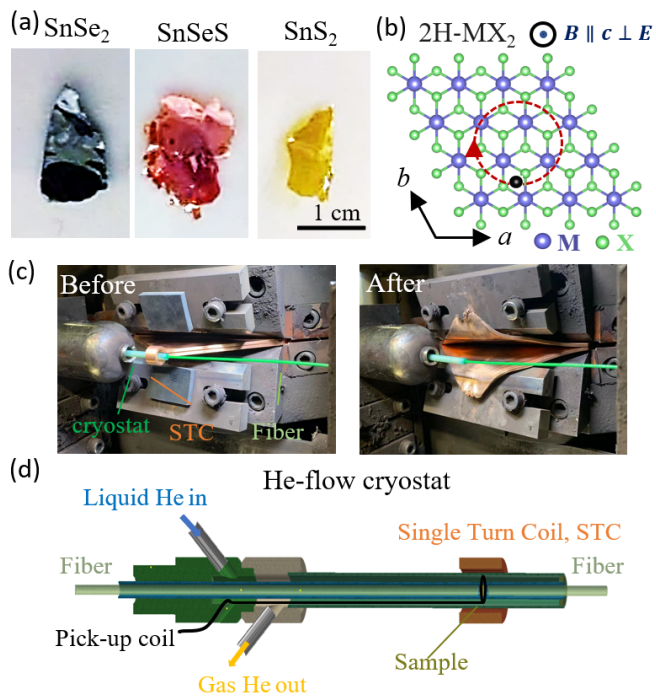 (a) SnSe₂ SnSeS SnS₂
1 cm
(b) 2H-MX₂ B ∥ c ⊥ E
b
a M X
(c)
Before
cryostat
STC
Fiber
After
(d)
He-flow cryostat
Liquid He in
Single Turn Coil, STC
Fiber
Fiber
Pick-up coil
Sample
Gas He out